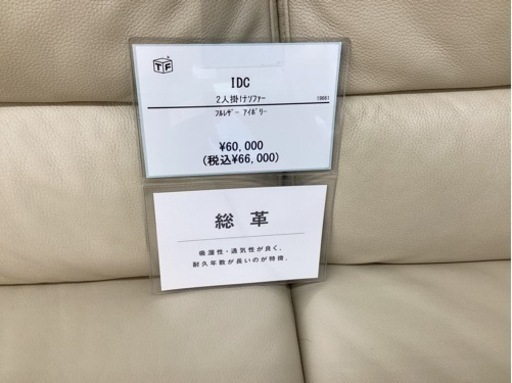 TF
IDC
2人掛けソファー
19661
ﾌﾙﾚｻﾞｰ ｱｲﾎﾞﾘｰ
¥60,000
(税込¥66,000)
総革
吸湿性・通気性が良く、
耐久年数が長いのが特徴。